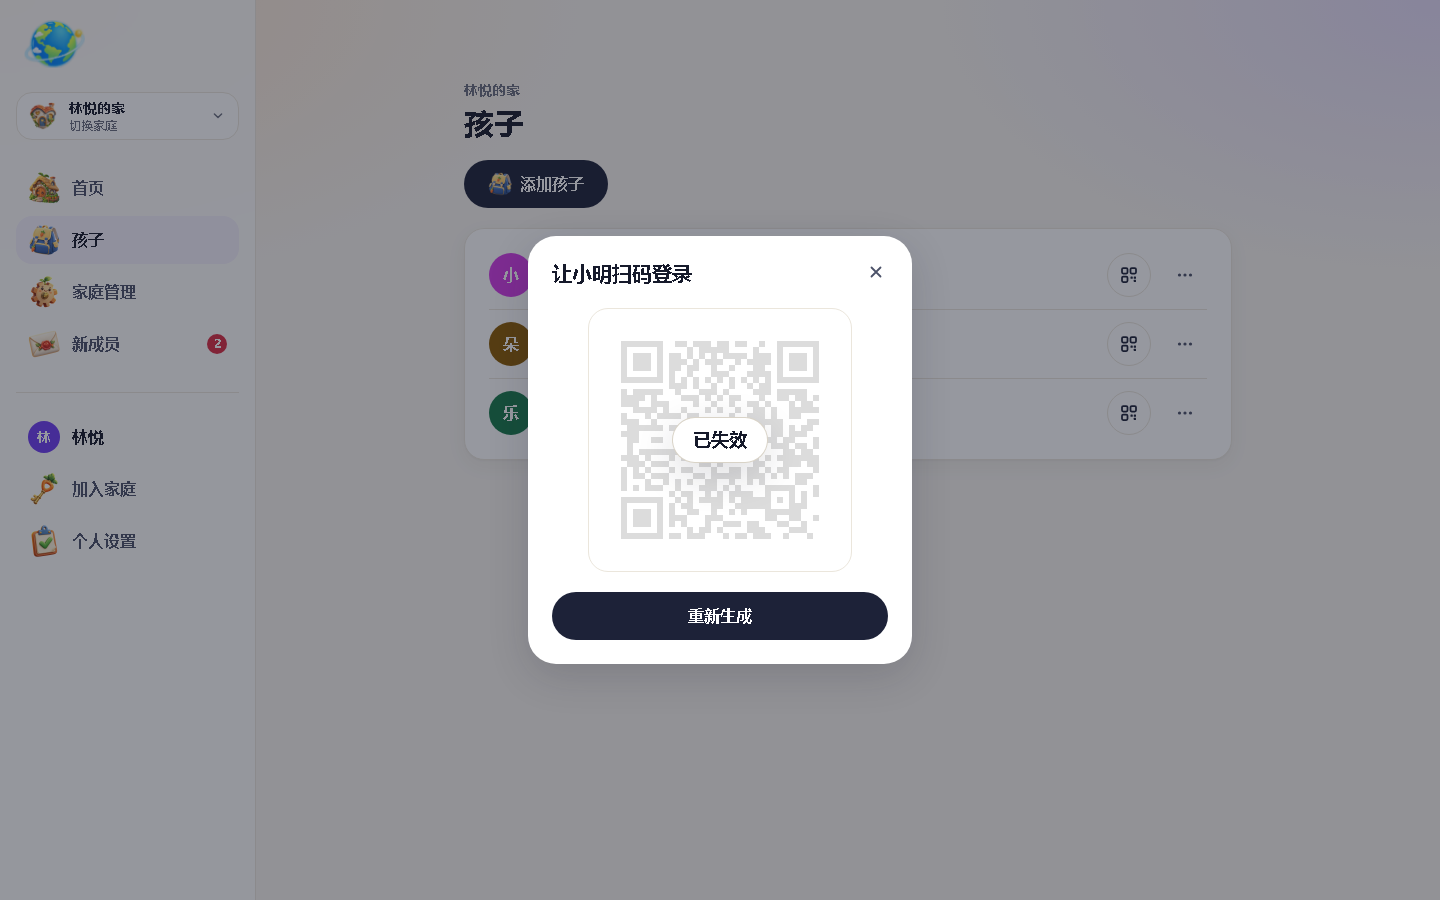 林悦的家
切换家庭
首页
孩子
家庭管理
新成员
2
林
林悦
加入家庭
个人设置
林悦的家
孩子
添加孩子
小
朵
乐
让小明扫码登录
已失效
重新生成